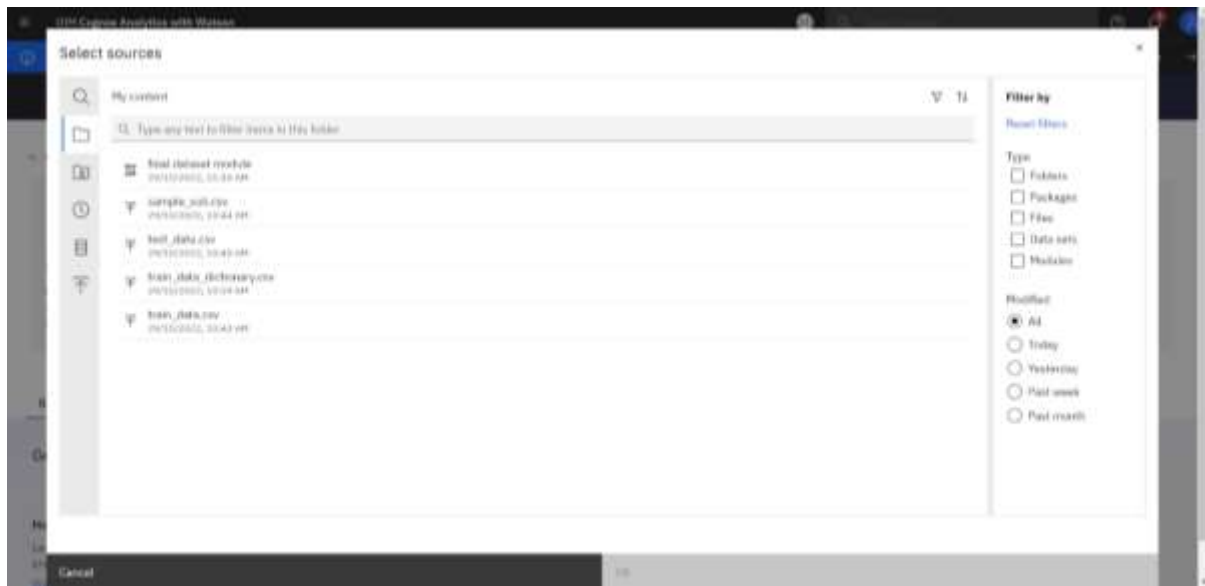 IBM Cognos Analytics with Watson
Select sources
My content
Type any text to filter items in this folder
final dataset module
sample_soli.csv
test_data.csv
train_data_dictionary.csv
train_data.csv
Filter by
Reset filters
Type
Folders
Packages
Files
Data sets
Modules
Modified
All
Today
Yesterday
Past week
Past month
Cancel